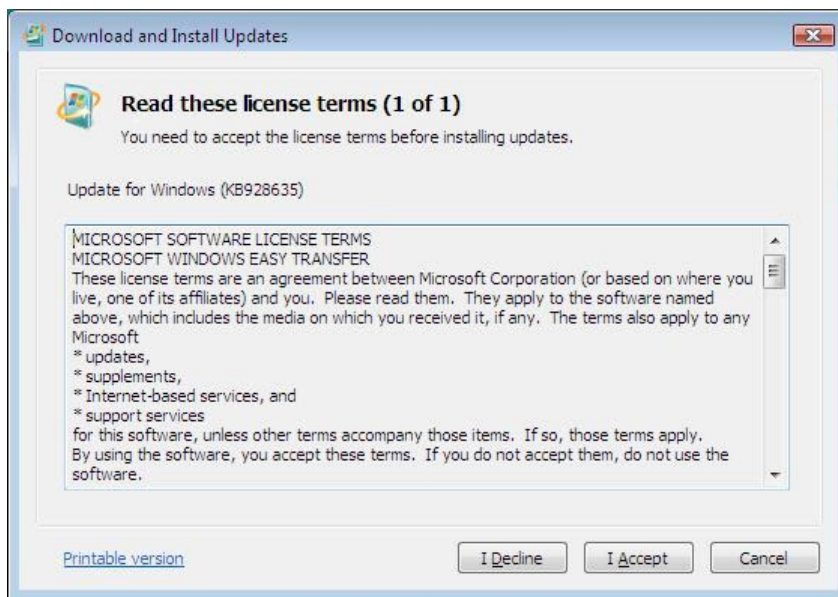 Download and Install Updates
Read these license terms (1 of 1)
You need to accept the license terms before installing updates.
Update for Windows (KB928635)
MICROSOFT SOFTWARE LICENSE TERMS
MICROSOFT WINDOWS EASY TRANSFER
These license terms are an agreement between Microsoft Corporation (or based on where you
live, one of its affiliates) and you.  Please read them.  They apply to the software named
above, which includes the media on which you received it, if any.  The terms also apply to any
Microsoft
* updates,
* supplements,
* Internet-based services, and
* support services
for this software, unless other terms accompany those items.  If so, those terms apply.
By using the software, you accept these terms.  If you do not accept them, do not use the
software.
Printable version
I Decline
I Accept
Cancel